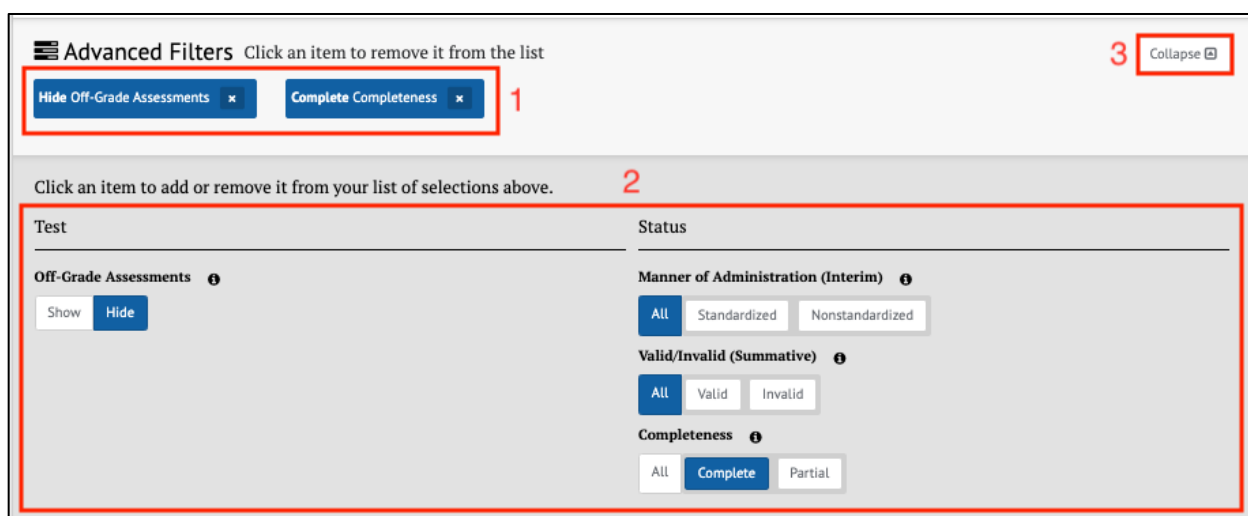 Advanced Filters Click an item to remove it from the list
3 Collapse
Hide Off-Grade Assessments × Complete Completeness × 1
Click an item to add or remove it from your list of selections above. 2
Test
Off-Grade Assessments
Show Hide
Status
Manner of Administration (Interim)
All Standardized Nonstandardized
Valid/Invalid (Summative)
All Valid Invalid
Completeness
All Complete Partial